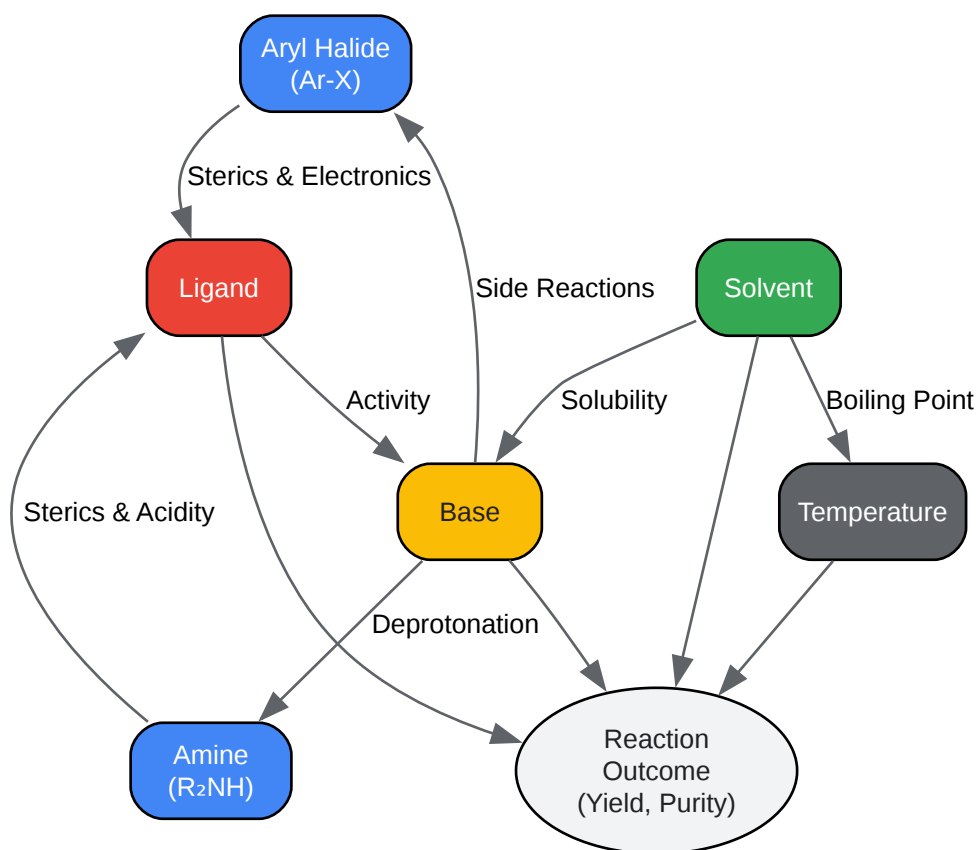 Aryl Halide
(Ar-X)
Sterics & Electronics
Ligand
Side Reactions
Solvent
Activity
Solubility
Boiling Point
Sterics & Acidity
Base
Temperature
Deprotonation
Amine
(R₂NH)
Reaction
Outcome
(Yield, Purity)